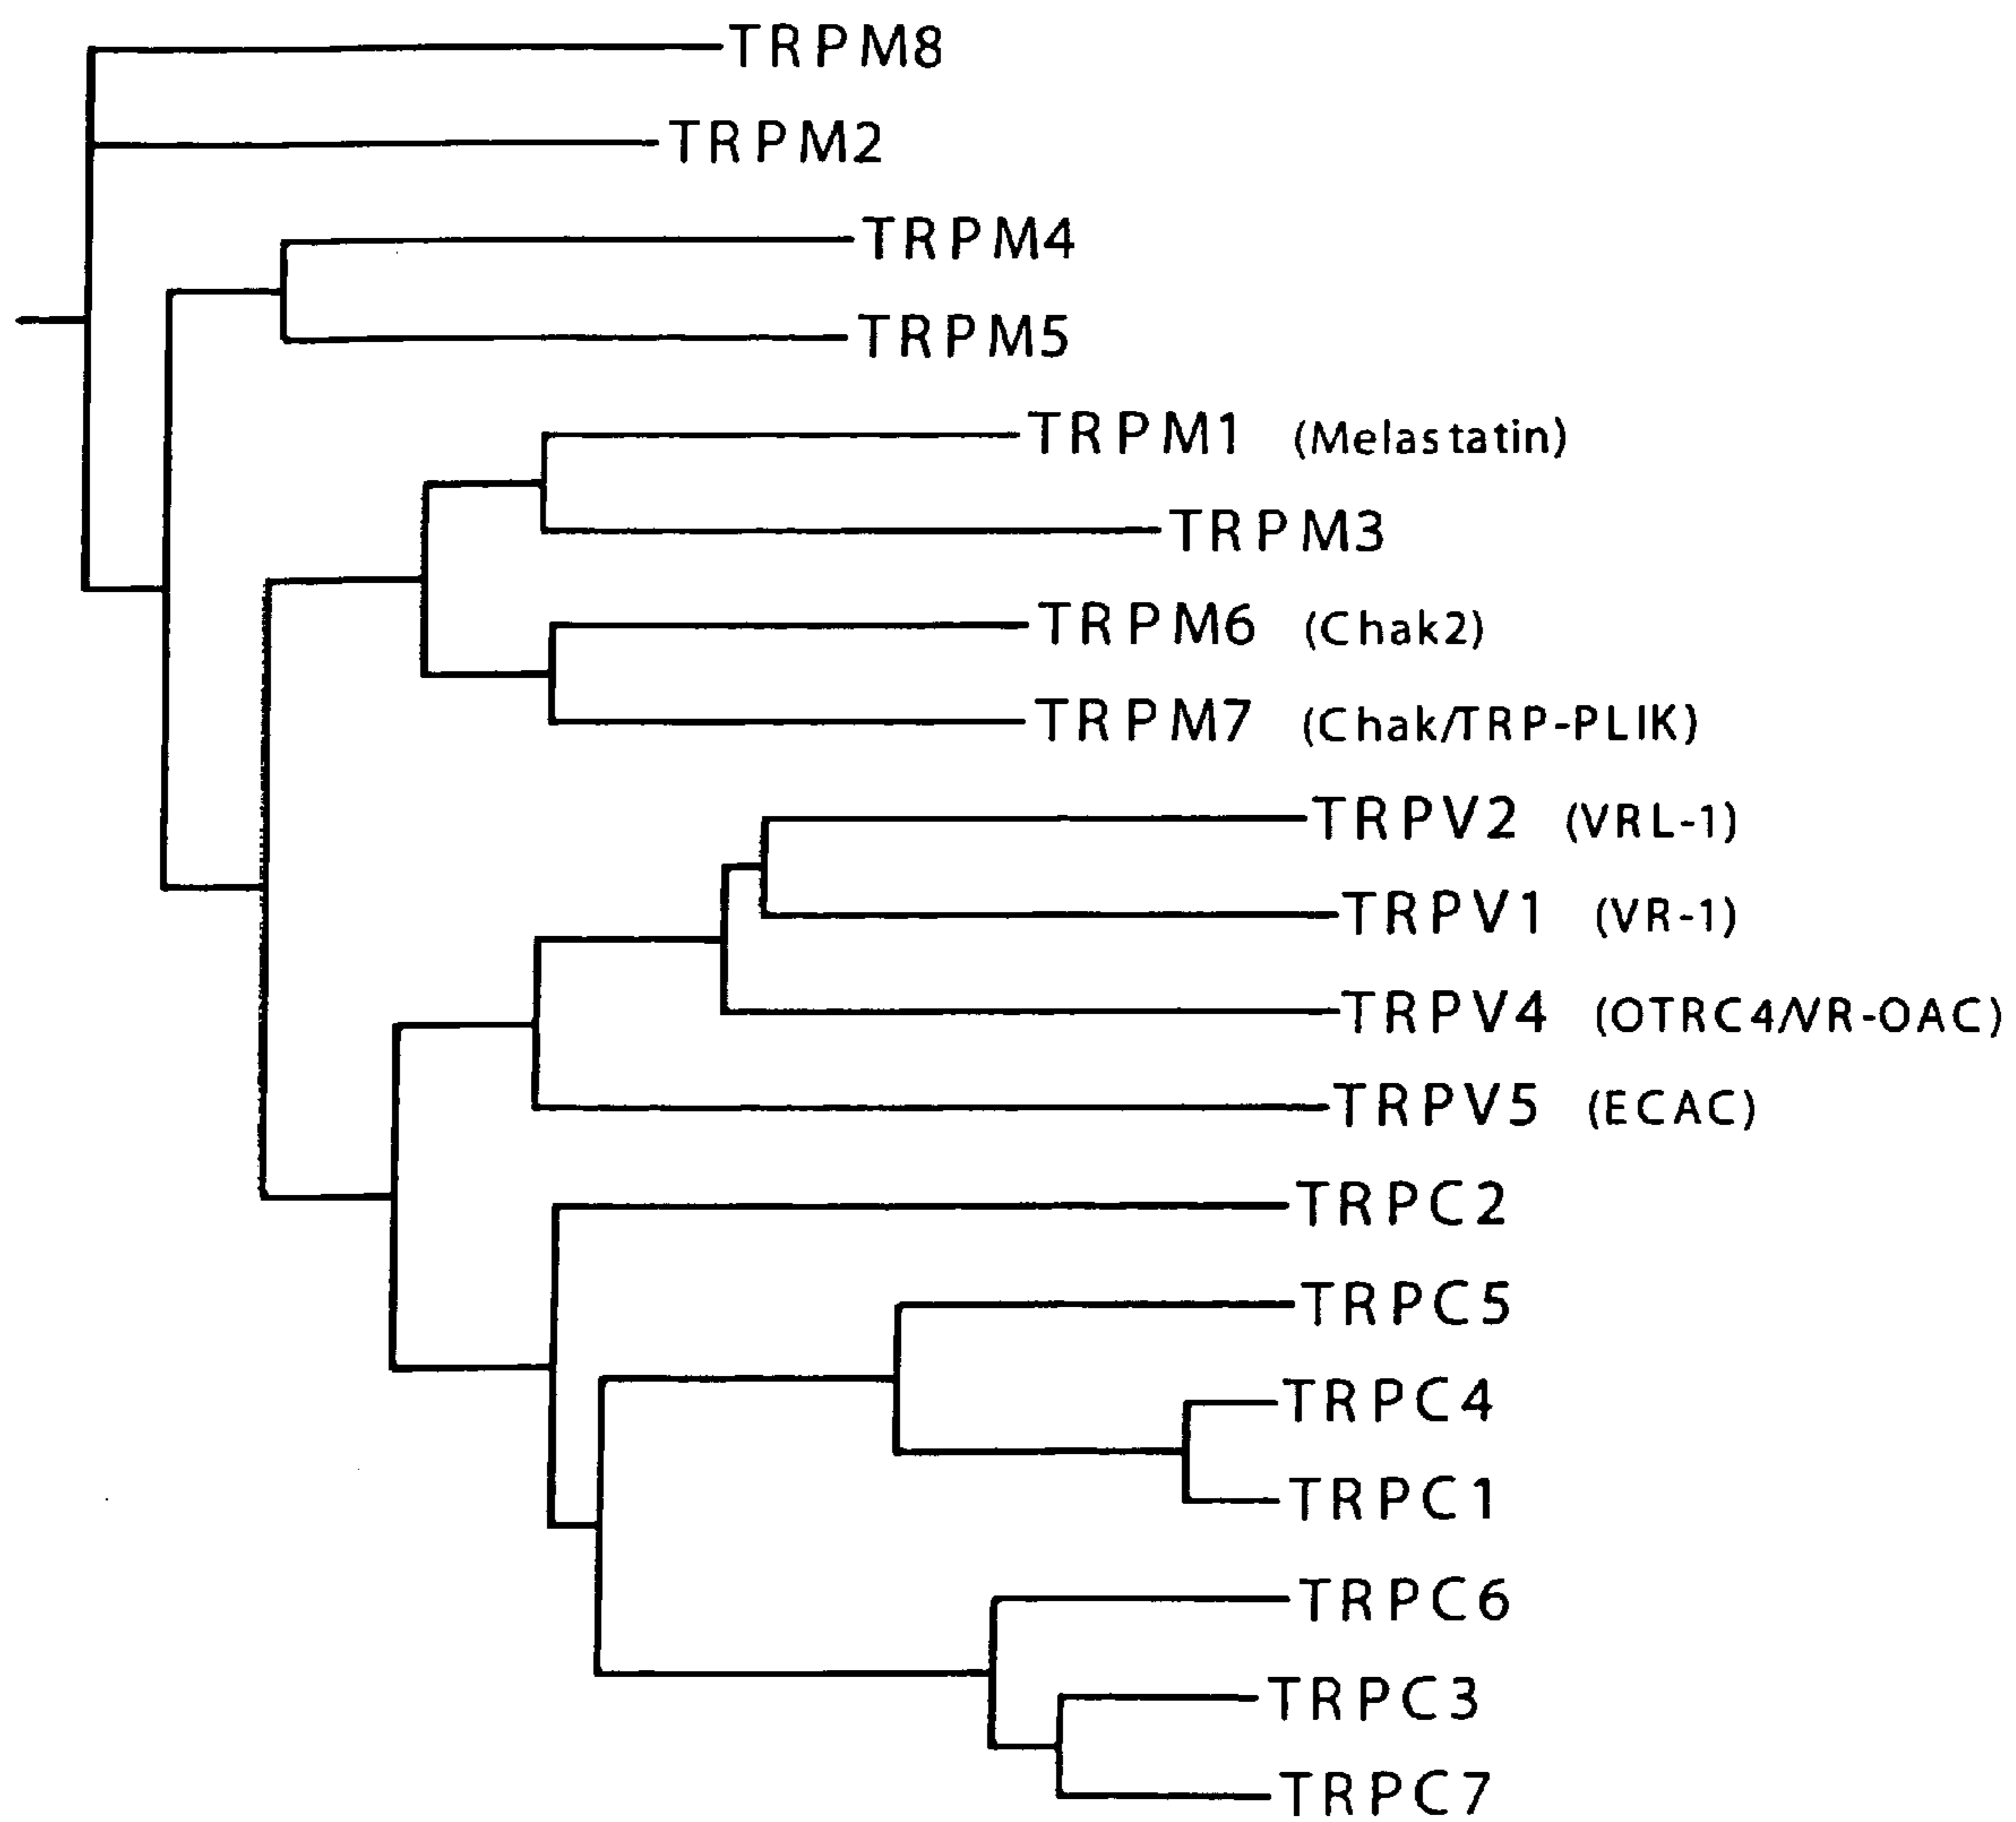 TRPM8
TRPM2
TRPM4
TRPM5
TRPM1 (Melastatin)
TRPM3
TRPM6 (Chak2)
TRPM7 (Chak/TRP-PLIK)
TRPV2 (VRL-1)
TRPV1 (VR-1)
TRPV4 (OTRC4/VR-OAC)
TRPV5 (ECAC)
TRPC2
TRPC5
TRPC4
TRPC1
TRPC6
TRPC3
TRPC7